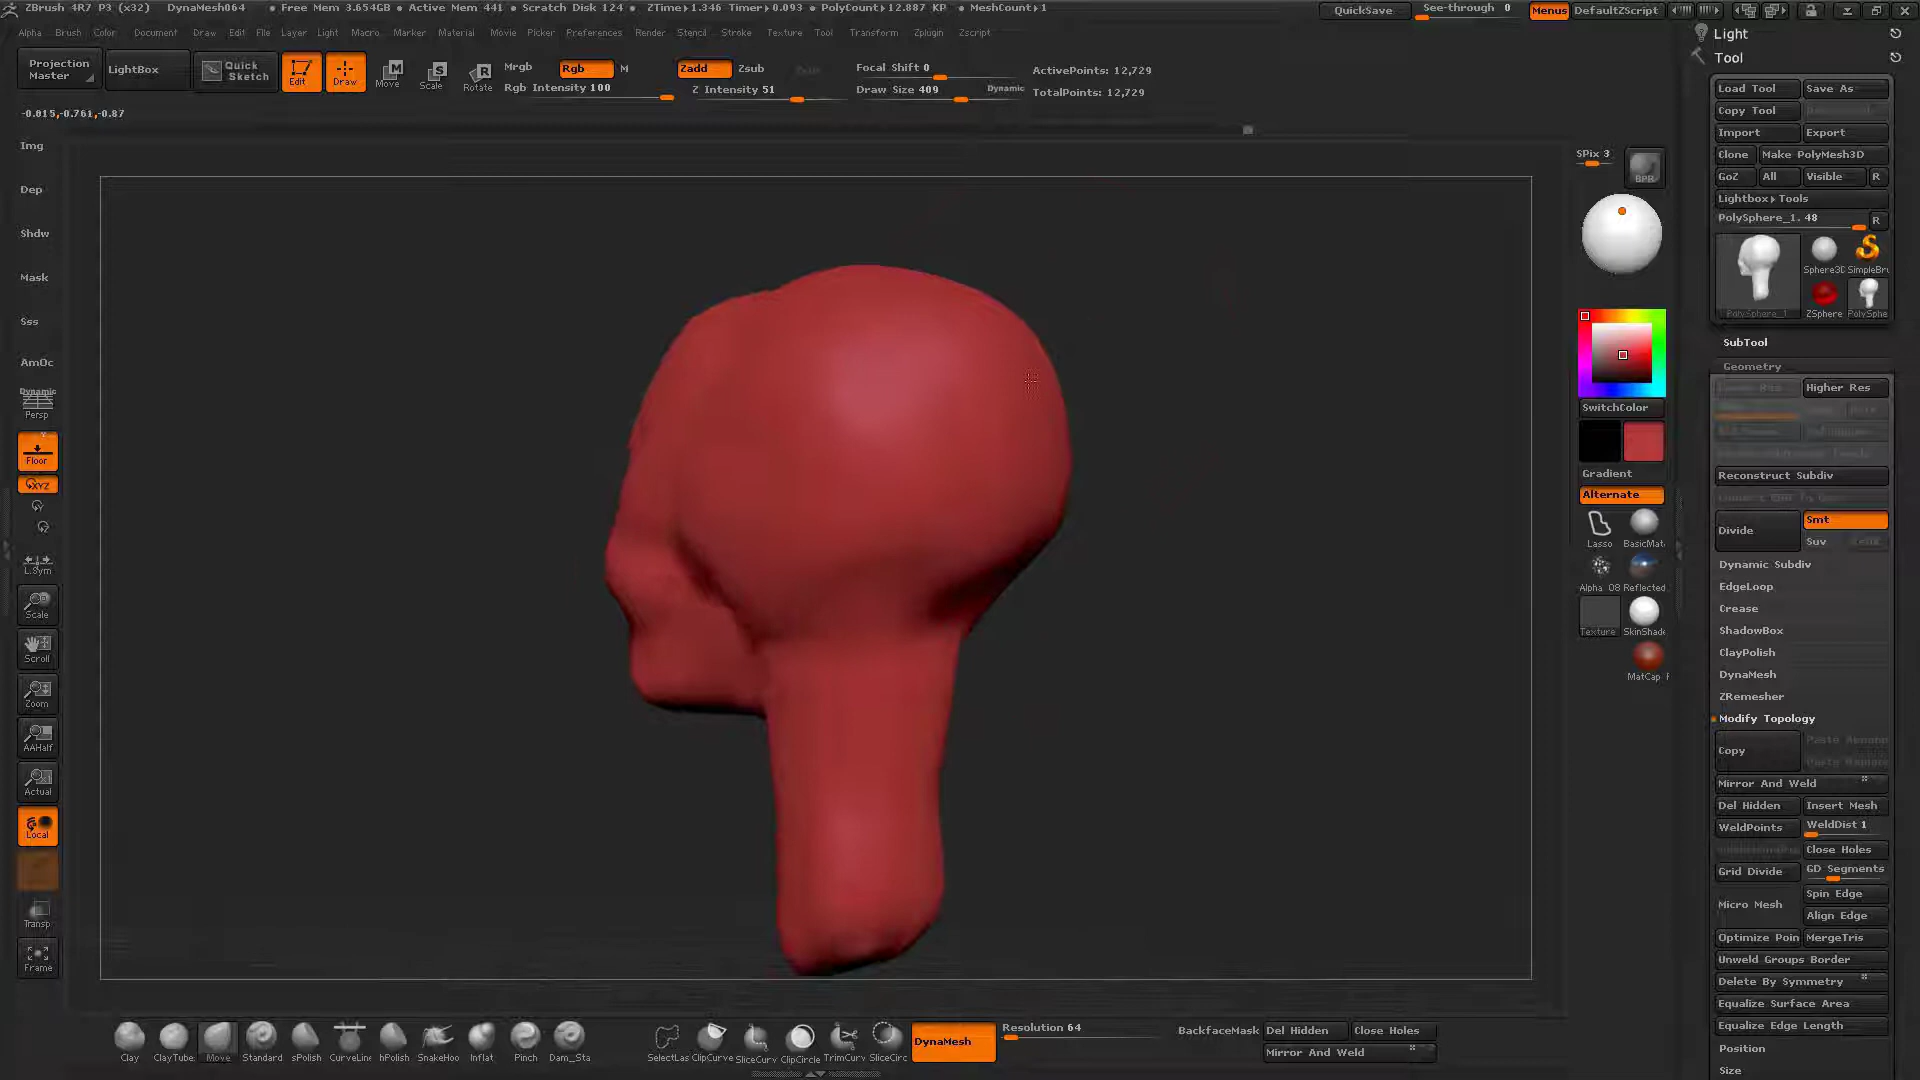 ZBrush 4R7 P3 (x32) DynaMesh064 • Free Mem 3.654GB • Active Mem 441 • Scratch Disk 124 • ZTime▸1.346 Timer▸0.093 • PolyCount▸12.887 KP • MeshCount▸1
QuickSave See-through 0 Menus DefaultZScript
Alpha Brush Color Document Draw Edit File Layer Light Macro Marker Material Movie Picker Preferences Render Stencil Stroke Texture Tool Transform Zplugin Zscript
Light
Tool
Projection Master
LightBox
Quick Sketch
Edit
Draw
Move
Scale
Rotate
Mrgb Rgb M
Rgb Intensity 100
Zadd Zsub
Z Intensity 51
Focal Shift 0
Draw Size 409 Dynamic
ActivePoints: 12,729
TotalPoints: 12,729
-0.015,-0.761,-0.87
Img
Dep
Shdw
Mask
Sss
AmOc
Dynamic
Persp
Floor
XYZ
L.Sym
Scale
Scroll
Zoom
AAHalf
Actual
Local
Transp
Frame
SPix 3
BPR
SwitchColor
Gradient
Alternate
Lasso BasicMat
Alpha 08 Reflected
Texture SkinShade
MatCap
Load Tool Save As
Copy Tool
Import Export
Clone Make PolyMesh3D
GoZ All Visible R
Lightbox▸Tools
PolySphere_1. 48 R
Sphere3D SimpleBru
PolySphere_1 ZSphere PolySphe
SubTool
Geometry
Higher Res
Reconstruct Subdiv
Divide Smt
Suv
Dynamic Subdiv
EdgeLoop
Crease
ShadowBox
ClayPolish
DynaMesh
ZRemesher
Modify Topology
Copy
Mirror And Weld
Del Hidden Insert Mesh
WeldPoints WeldDist 1
Close Holes
Grid Divide GD Segments
Micro Mesh Spin Edge
Align Edge
Optimize Poin MergeTris
Unweld Groups Border
Delete By Symmetry
Equalize Surface Area
Equalize Edge Length
Position
Size
Clay ClayTube Move Standard sPolish CurveLine hPolish SnakeHoo Inflat Pinch Dam_Sta
SelectLas ClipCurve SliceCurv ClipCircle TrimCurv SliceCirc
DynaMesh
Resolution 64
BackfaceMask Del Hidden Close Holes
Mirror And Weld